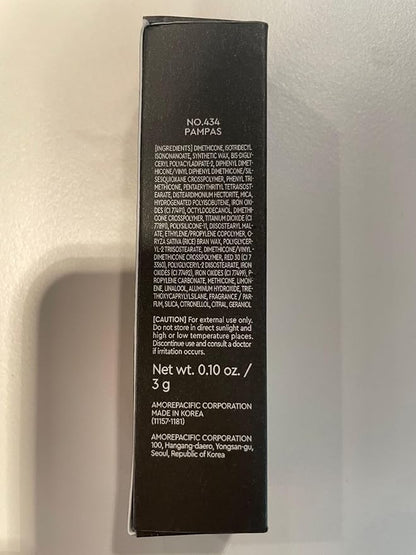 NO.434
PAMPAS
[INGREDIENTS] DIMETHICONE, ISOTRIDECYL
ISONONANOATE, SYNTHETIC WAX, BIS-DIGLY-
CERYL POLYACYLADIPATE-2, DIPHENYL DIMET-
HICONE/VINYL DIPHENYL DIMETHICONE/SIL-
SESQUIOXANE CROSSPOLYMER, PHENYL TRI-
METHICONE, PENTAERYTHRITYL TETRAISOST-
EARATE, DISTEARDIMONIUM HECTORITE, MICA,
HYDROGENATED POLYISOBUTENE, IRON OX-
IDES (CI 77491), OCTYLDODECANOL, DIMETHI-
CONE CROSSPOLYMER, TITANIUM DIOXIDE (CI
77891), POLYSILICONE-11, DIISOSTEARYL MAL-
ATE, ETHYLENE/PROPYLENE COPOLYMER, O-
RYZA SATIVA (RICE) BRAN WAX, POLYGLYCER-
YL-2 TRIISOSTEARATE, DIMETHICONE/VINYL-
DIMETHICONE CROSSPOLYMER, RED 30 (CI 7
3360), POLYGLYCERYL-2 DIISOSTEARATE, IRON
OXIDES (CI 77492), IRON OXIDES (CI 77499), P-
ROPYLENE CARBONATE, METHICONE, LIMON-
ENE, LINALOOL, ALUMINUM HYDROXIDE, TRIE-
THOXYCAPRYLYLSILANE, FRAGRANCE / PAR-
FUM, SILICA, CITRONELLOL, CITRAL, GERANIOL
[CAUTION] For external use only.
Do not store in direct sunlight and
high or low temperature places.
Discontinue use and consult a doctor
if irritation occurs.
Net wt. 0.10 oz. /
3 g
AMOREPACIFIC CORPORATION
MADE IN KOREA
(11157-1181)
AMOREPACIFIC CORPORATION
100, Hangang-daero, Yongsan-gu,
Seoul, Republic of Korea